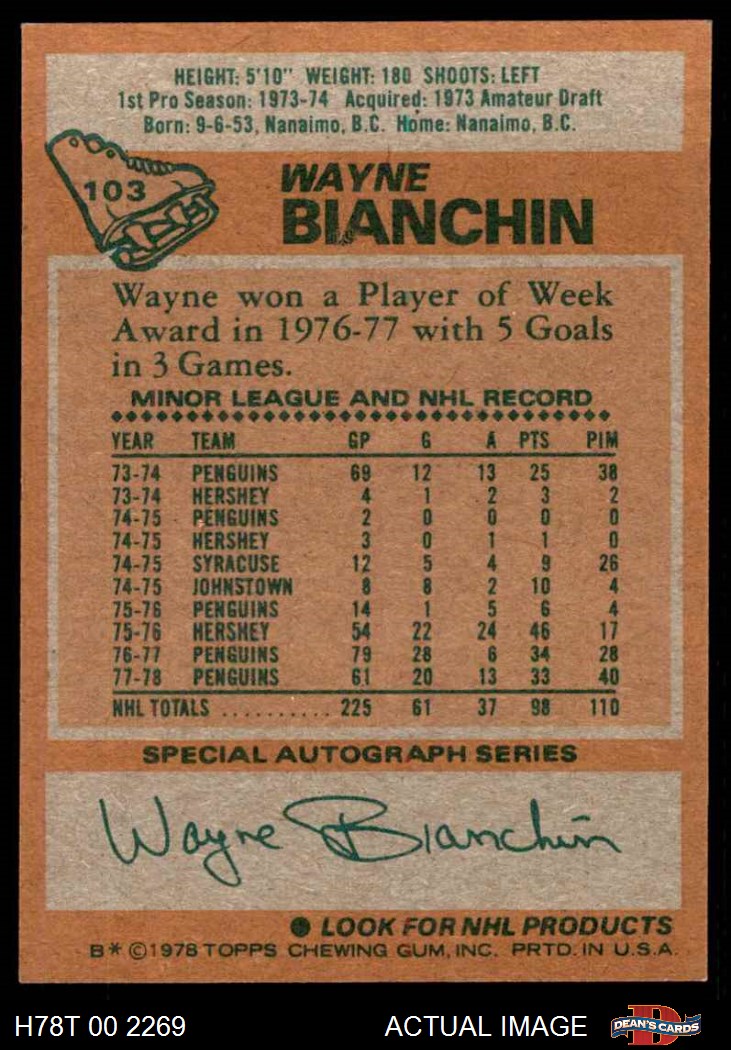 HEIGHT: 5'10" WEIGHT: 180 SHOOTS: LEFT
1st Pro Season: 1973-74 Acquired: 1973 Amateur Draft
Born: 9-6-53, Nanaimo, B.C. Home: Nanaimo, B.C.
103
WAYNE
BIANCHIN
Wayne won a Player of Week
Award in 1976-77 with 5 Goals
in 3 Games.
MINOR LEAGUE AND NHL RECORD
YEAR TEAM GP G A PTS PIM
73-74 PENGUINS 69 12 13 25 38
73-74 HERSHEY 4 1 2 3 2
74-75 PENGUINS 2 0 0 0 0
74-75 HERSHEY 3 0 1 1 0
74-75 SYRACUSE 12 5 4 9 26
74-75 JOHNSTOWN 8 8 2 10 4
75-76 PENGUINS 14 1 5 6 4
75-76 HERSHEY 54 22 24 46 17
76-77 PENGUINS 79 28 6 34 28
77-78 PENGUINS 61 20 13 33 40
NHL TOTALS .......... 225 61 37 98 110
SPECIAL AUTOGRAPH SERIES
Wayne Bianchin
LOOK FOR NHL PRODUCTS
B* ©1978 TOPPS CHEWING GUM, INC. PRTD. IN U.S.A.
H78T 00 2269 ACTUAL IMAGE DEAN'S CARDS